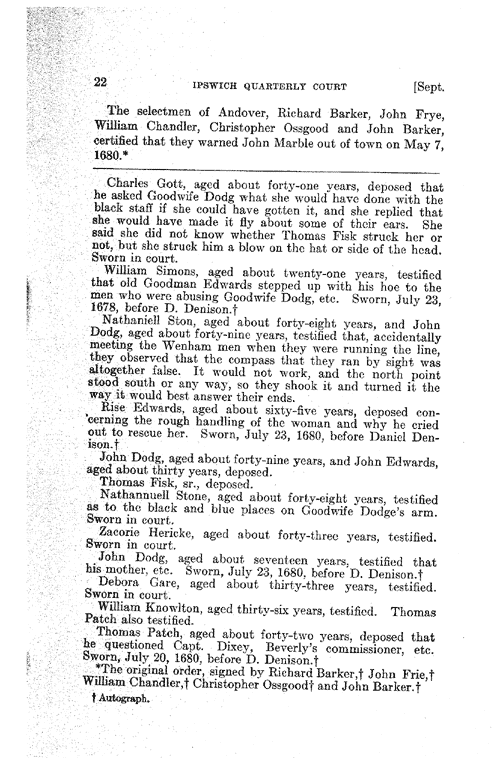 22 IPSWICH QUARTERLY COURT [Sept.
The selectmen of Andover, Richard Barker, John Frye,
William Chandler, Christopher Ossgood and John Barker,
certified that they warned John Marble out of town on May 7,
1680.*
Charles Gott, aged about forty-one years, deposed that
he asked Goodwife Dodg what she would have done with the
black staff if she could have gotten it, and she replied that
she would have made it fly about some of their ears. She
said she did not know whether Thomas Fisk struck her or
not, but she struck him a blow on the hat or side of the head.
Sworn in court.
William Simons, aged about twenty-one years, testified
that old Goodman Edwards stepped up with his hoe to the
men who were abusing Goodwife Dodg, etc. Sworn, July 23,
1678, before D. Denison.†
Nathaniell Ston, aged about forty-eight years, and John
Dodg, aged about forty-nine years, testified that, accidentally
meeting the Wenham men when they were running the line,
they observed that the compass that they ran by sight was
altogether false. It would not work, and the north point
stood south or any way, so they shook it and turned it the
way it would best answer their ends.
Rise Edwards, aged about sixty-five years, deposed con-
cerning the rough handling of the woman and why he cried
out to rescue her. Sworn, July 23, 1680, before Daniel Den-
ison.†
John Dodg, aged about forty-nine years, and John Edwards,
aged about thirty years, deposed.
Thomas Fisk, sr., deposed.
Nathannuell Stone, aged about forty-eight years, testified
as to the black and blue places on Goodwife Dodge's arm.
Sworn in court.
Zacorie Hericke, aged about forty-three years, testified.
Sworn in court.
John Dodg, aged about seventeen years, testified that
his mother, etc. Sworn, July 23, 1680, before D. Denison.†
Debora Gare, aged about thirty-three years, testified.
Sworn in court.
William Knowlton, aged thirty-six years, testified. Thomas
Patch also testified.
Thomas Patch, aged about forty-two years, deposed that
he questioned Capt. Dixey, Beverly's commissioner, etc.
Sworn, July 20, 1680, before D. Denison.†
*The original order, signed by Richard Barker,† John Frie,†
William Chandler,† Christopher Ossgood† and John Barker.†
† Autograph.